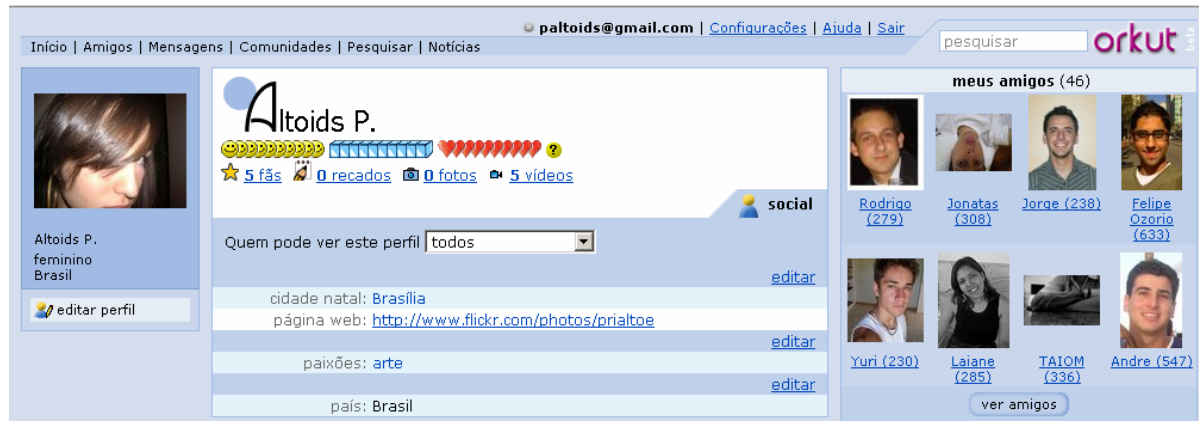 paltoids@gmail.com | Configurações | Ajuda | Sair
Início | Amigos | Mensagens | Comunidades | Pesquisar | Notícias
pesquisar
orkut beta
Altoids P.
5 fãs 0 recados 0 fotos 5 vídeos
social
Altoids P.
feminino
Brasil
editar perfil
Quem pode ver este perfil todos
editar
cidade natal: Brasília
página web: http://www.flickr.com/photos/prialtoe
editar
paixões: arte
editar
país: Brasil
meus amigos (46)
Rodrigo (279)
Jonatas (308)
Jorge (238)
Felipe Ozorio (633)
Yuri (230)
Laiane (285)
TAIOM (336)
Andre (547)
ver amigos